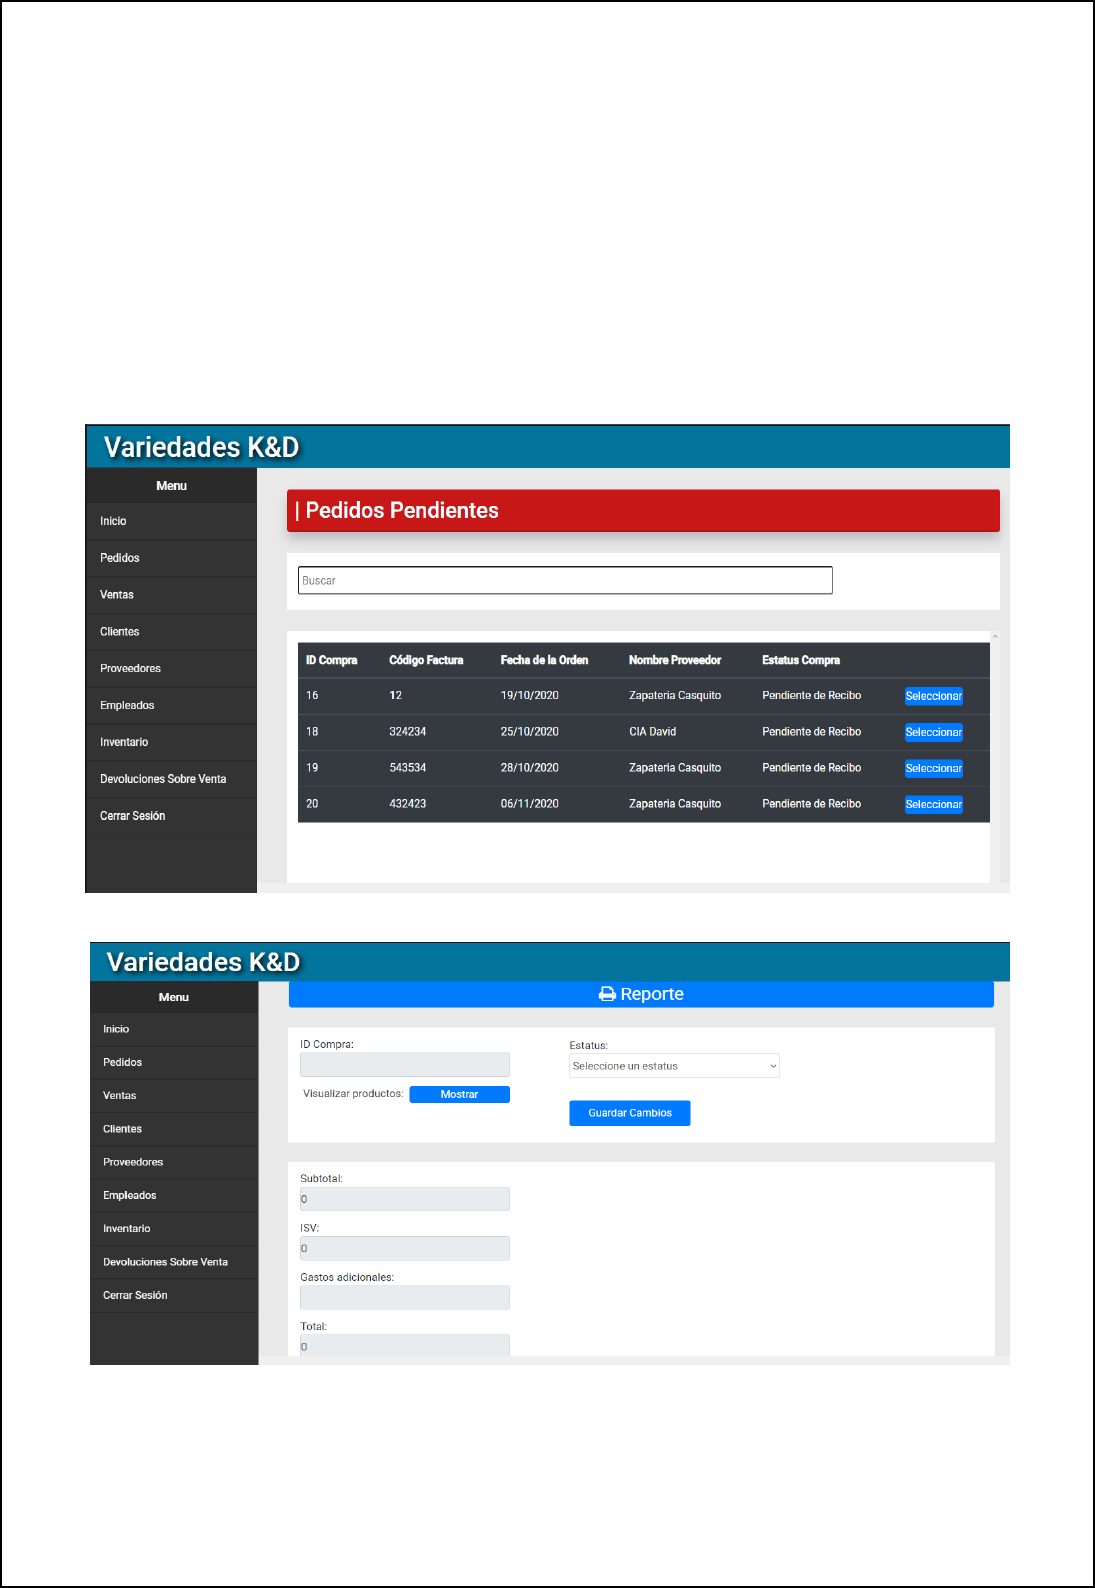 Variedades K&D
Menu
Inicio
Pedidos
Ventas
Clientes
Proveedores
Empleados
Inventario
Devoluciones Sobre Venta
Cerrar Sesión
| Pedidos Pendientes
Buscar
ID Compra Código Factura Fecha de la Orden Nombre Proveedor Estatus Compra
16 12 19/10/2020 Zapateria Casquito Pendiente de Recibo Seleccionar
18 324234 25/10/2020 CIA David Pendiente de Recibo Seleccionar
19 543534 28/10/2020 Zapateria Casquito Pendiente de Recibo Seleccionar
20 432423 06/11/2020 Zapateria Casquito Pendiente de Recibo Seleccionar
Variedades K&D
Menu
Inicio
Pedidos
Ventas
Clientes
Proveedores
Empleados
Inventario
Devoluciones Sobre Venta
Cerrar Sesión
Reporte
ID Compra:
Visualizar productos: Mostrar
Estatus:
Seleccione un estatus
Guardar Cambios
Subtotal:
0
ISV:
0
Gastos adicionales:
Total:
0